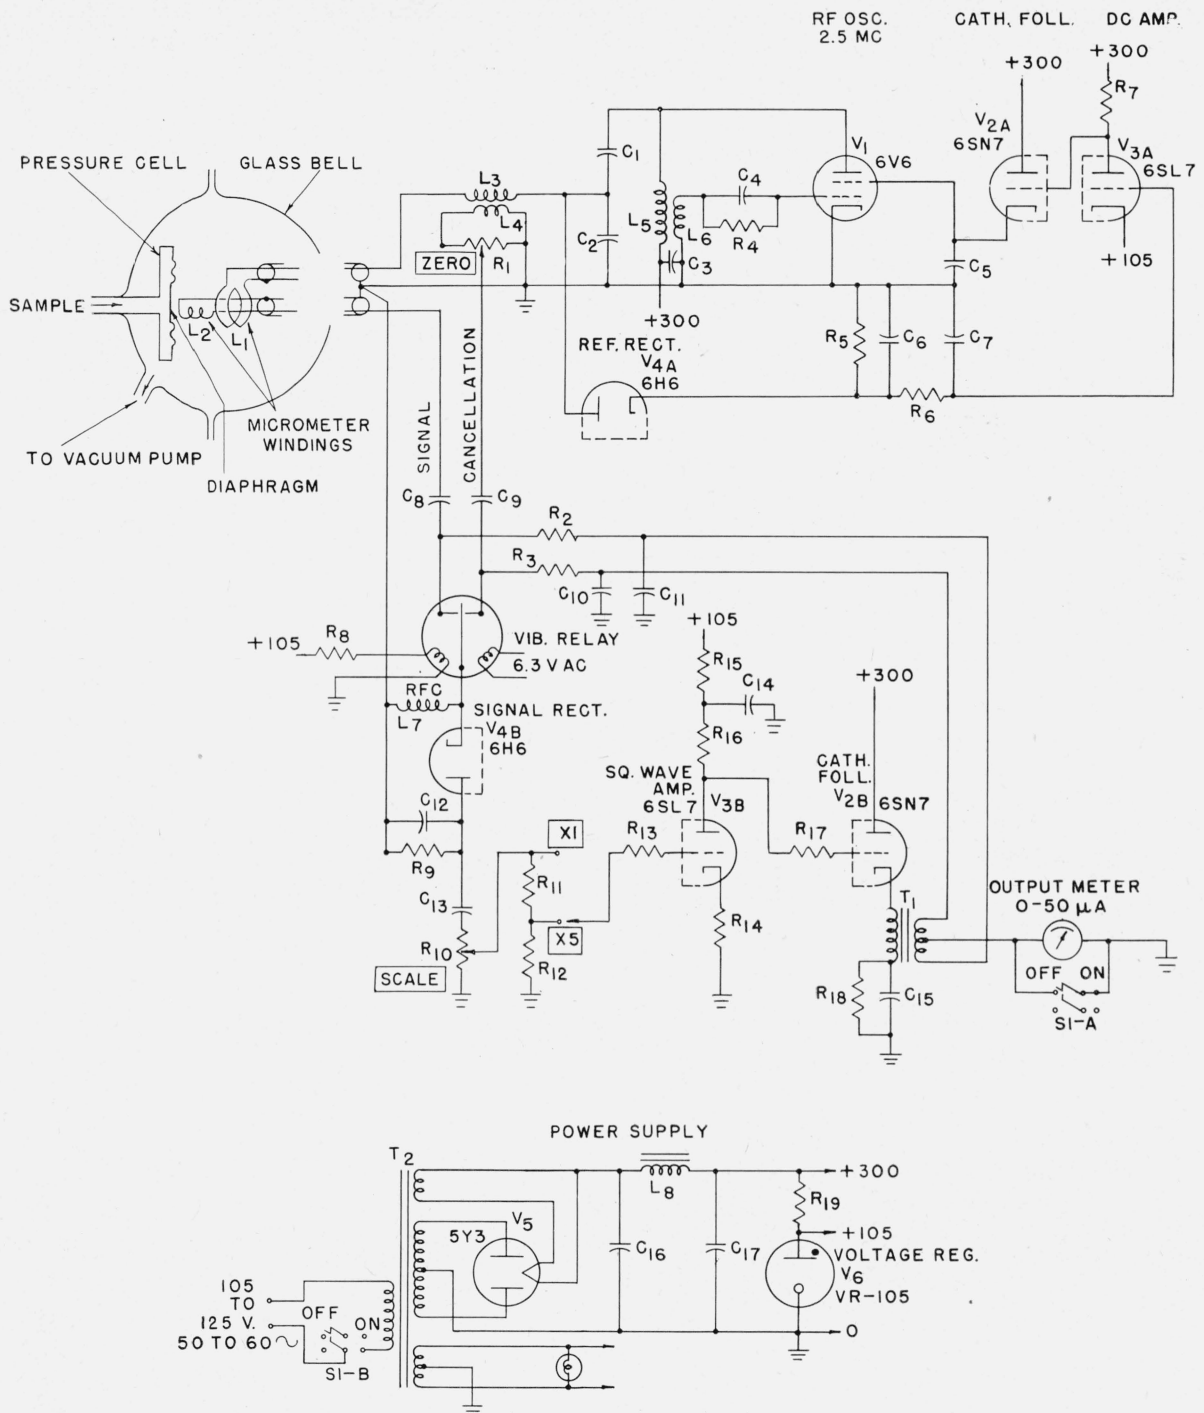 RF OSC.
2.5 MC
CATH. FOLL.
DC AMP.
+300
+300
R7
V2A
6SN7
V3A
6SL7
V1
6V6
PRESSURE CELL
GLASS BELL
L3
L4
R1
ZERO
C1
C2
L5
L6
C4
R4
C3
C5
+105
+300
SAMPLE
L2
L1
REF. RECT.
V4A
6H6
R5
C6
C7
R6
MICROMETER
WINDINGS
SIGNAL
CANCELLATION
TO VACUUM PUMP
DIAPHRAGM
C8
C9
R2
R3
C10
C11
+105
R8
VIB. RELAY
6.3 V AC
+105
R15
C14
R16
+300
RFC
L7
SIGNAL RECT.
V4B
6H6
SQ. WAVE
AMP.
6SL7
V3B
CATH.
FOLL.
V2B
6SN7
C12
R9
X1
R13
R17
R11
C13
R10
X5
R12
SCALE
R14
T1
OUTPUT METER
0-50 μA
OFF
ON
S1-A
R18
C15
POWER SUPPLY
T2
L8
+300
R19
5Y3
V5
C16
C17
+105
VOLTAGE REG.
V6
VR-105
105
TO
125 V.
50 TO 60~
OFF
ON
S1-B
0